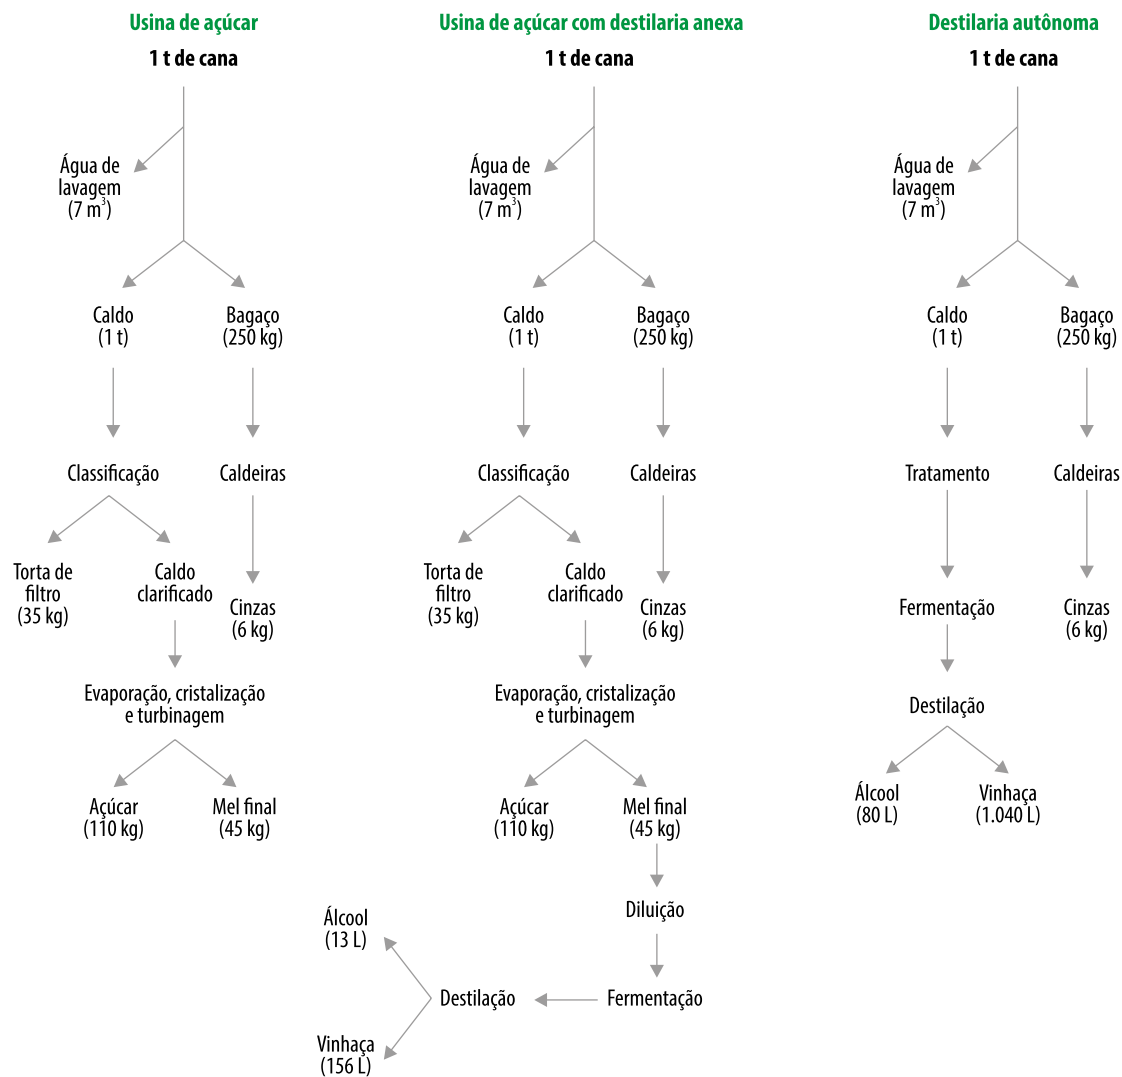 Usina de açúcar
1 t de cana
Água de
lavagem
(7 m³)
Caldo
(1 t)
Bagaço
(250 kg)
Classificação
Caldeiras
Torta de
filtro
(35 kg)
Caldo
clarificado
Cinzas
(6 kg)
Evaporação, cristalização
e turbinagem
Açúcar
(110 kg)
Mel final
(45 kg)
Usina de açúcar com destilaria anexa
1 t de cana
Água de
lavagem
(7 m³)
Caldo
(1 t)
Bagaço
(250 kg)
Classificação
Caldeiras
Torta de
filtro
(35 kg)
Caldo
clarificado
Cinzas
(6 kg)
Evaporação, cristalização
e turbinagem
Açúcar
(110 kg)
Mel final
(45 kg)
Diluição
Fermentação
Destilação
Álcool
(13 L)
Vinhaça
(156 L)
Destilaria autônoma
1 t de cana
Água de
lavagem
(7 m³)
Caldo
(1 t)
Bagaço
(250 kg)
Tratamento
Caldeiras
Fermentação
Cinzas
(6 kg)
Destilação
Álcool
(80 L)
Vinhaça
(1.040 L)